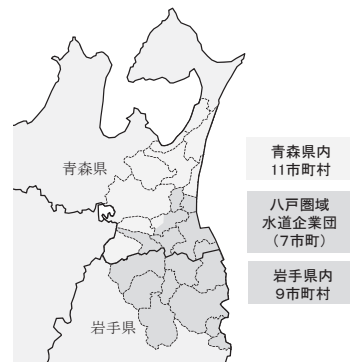 青森県
岩手県
青森県内
11市町村
八戸圏域
水道企業団
（7市町）
岩手県内
9市町村